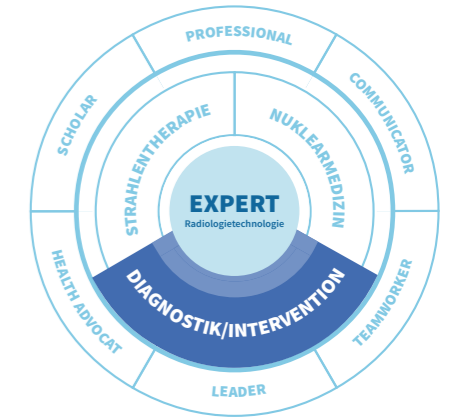 PROFESSIONAL
COMMUNICATOR
TEAMWORKER
LEADER
HEALTH ADVOCAT
SCHOLAR
STRAHLENTHERAPIE
NUKLEARMEDIZIN
DIAGNOSTIK/INTERVENTION
EXPERT
Radiologietechnologie